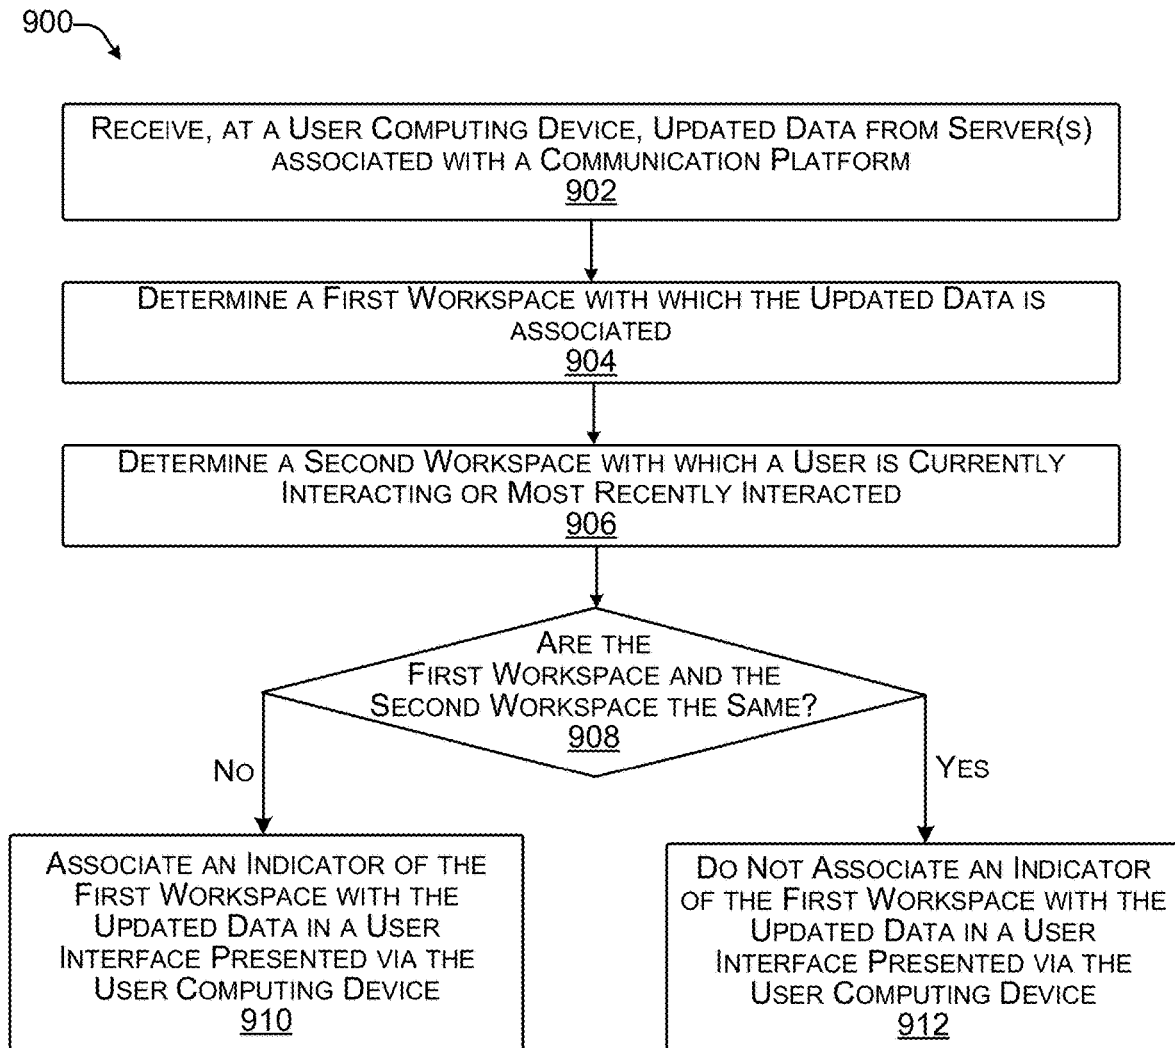 900
Receive, at a User Computing Device, Updated Data from Server(s)
associated with a Communication Platform
902
Determine a First Workspace with which the Updated Data is
associated
904
Determine a Second Workspace with which a User is Currently
Interacting or Most Recently Interacted
906
Are the
First Workspace and the
Second Workspace the Same?
908
No
Yes
Associate an Indicator of the
First Workspace with the
Updated Data in a User
Interface Presented via the
User Computing Device
910
Do Not Associate an Indicator
of the First Workspace with the
Updated Data in a User
Interface Presented via the
User Computing Device
912